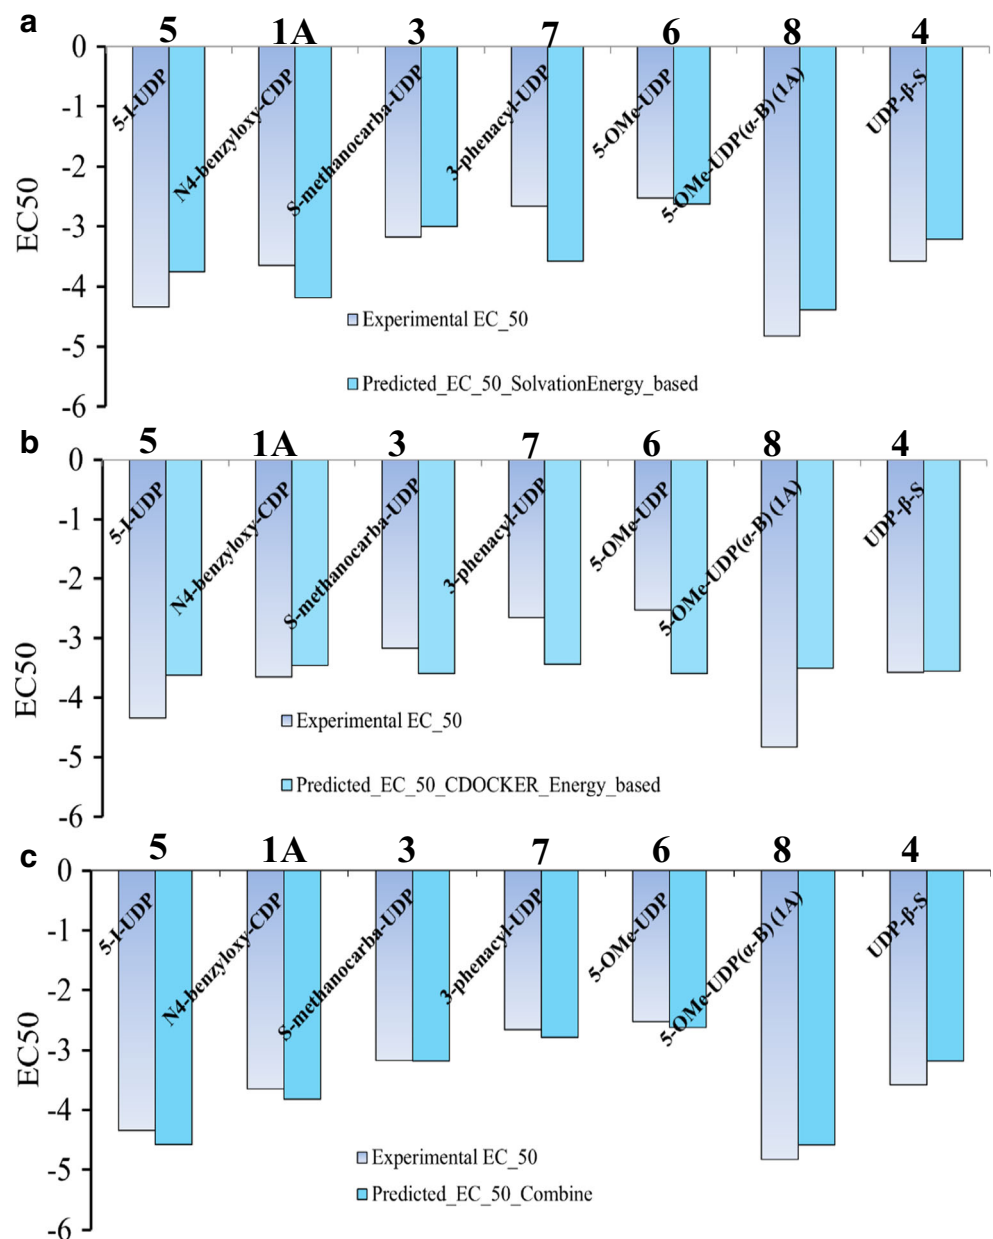 a
5 1A 3 7 6 8 4
0
-1
-2
-3
-4
-5
-6
EC50
5-I-UDP
N4-benzyloxy-CDP
S-methanocarba-UDP
3-phenacyl-UDP
5-OMe-UDP
5-OMe-UDP(α-B) (1A)
UDP-β-S
Experimental EC_50
Predicted_EC_50_SolvationEnergy_based
b
5 1A 3 7 6 8 4
0
-1
-2
-3
-4
-5
-6
EC50
5-I-UDP
N4-benzyloxy-CDP
S-methanocarba-UDP
3-phenacyl-UDP
5-OMe-UDP
5-OMe-UDP(α-B) (1A)
UDP-β-S
Experimental EC_50
Predicted_EC_50_CDOCKER_Energy_based
c
5 1A 3 7 6 8 4
0
-1
-2
-3
-4
-5
-6
EC50
5-I-UDP
N4-benzyloxy-CDP
S-methanocarba-UDP
3-phenacyl-UDP
5-OMe-UDP
5-OMe-UDP(α-B) (1A)
UDP-β-S
Experimental EC_50
Predicted_EC_50_Combine